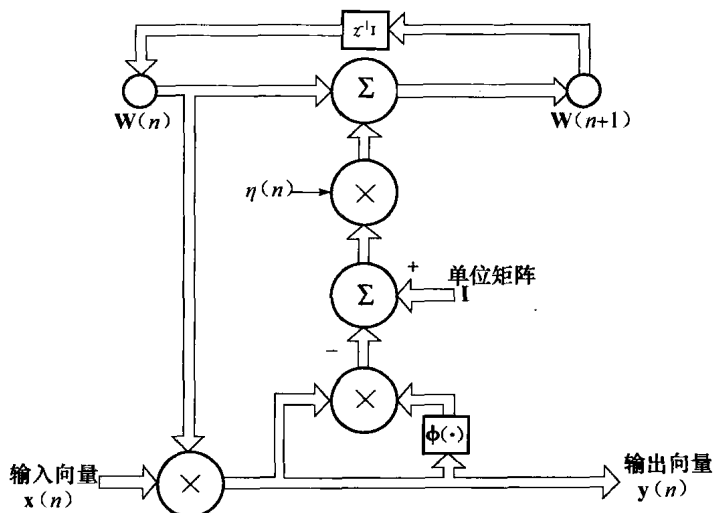 z⁻¹I
Σ
W(n)
W(n+1)
η(n)
×
+
Σ
单位矩阵
I
−
×
ϕ(·)
输入向量
x(n)
×
输出向量
y(n)